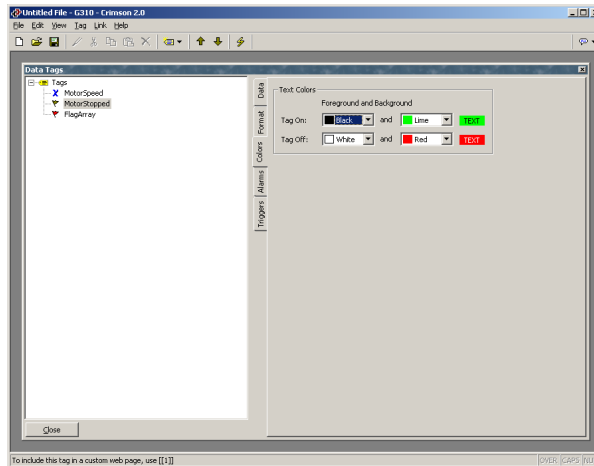 Untitled File - G310 - Crimson 2.0
File Edit View Tag Link Help
Data Tags
Tags
MotorSpeed
MotorStopped
FlagArray
Data
Format
Colors
Alarms
Triggers
Text Colors
Foreground and Background
Tag On: Black and Lime TEXT
Tag Off: White and Red TEXT
Close
To include this tag in a custom web page, use [[1]]
OVER CAPS NU